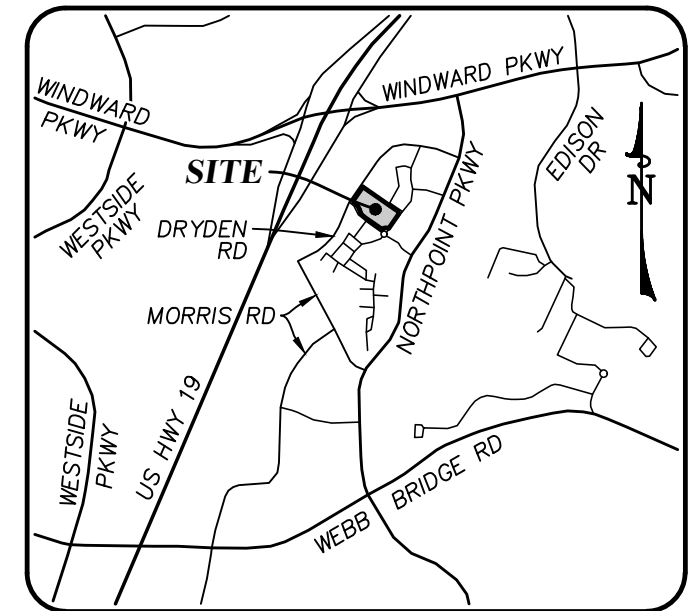 WINDWARD PKWY
WINDWARD
PKWY
SITE
EDISON
DR
N
WESTSIDE
PKWY
DRYDEN
RD
NORTHPOINT PKWY
MORRIS RD
US HWY 19
WESTSIDE
PKWY
WEBB BRIDGE RD